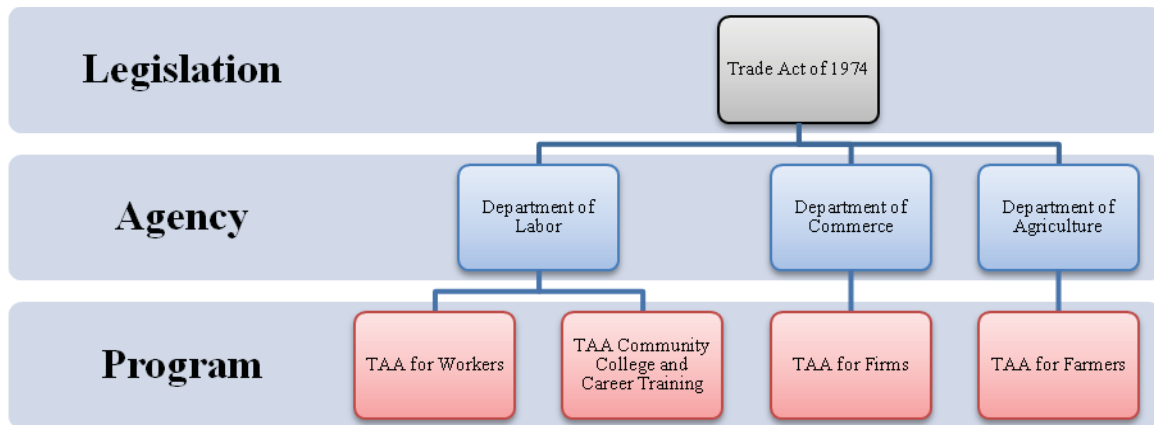 Legislation
Trade Act of 1974
Agency
Department of
Labor
Department of
Commerce
Department of
Agriculture
Program
TAA for Workers
TAA Community
College and
Career Training
TAA for Firms
TAA for Farmers